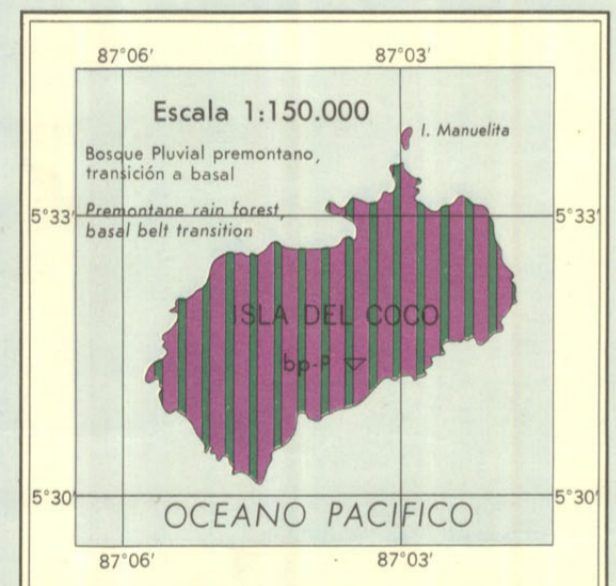 87°06' 87°03'
Escala 1:150.000
I. Manuelita
Bosque Pluvial premontano,
transición a basal
5°33' 5°33'
Premontane rain forest,
basal belt transition
ISLA DEL COCO
bp-P
5°30' 5°30'
OCEANO PACIFICO
87°06' 87°03'